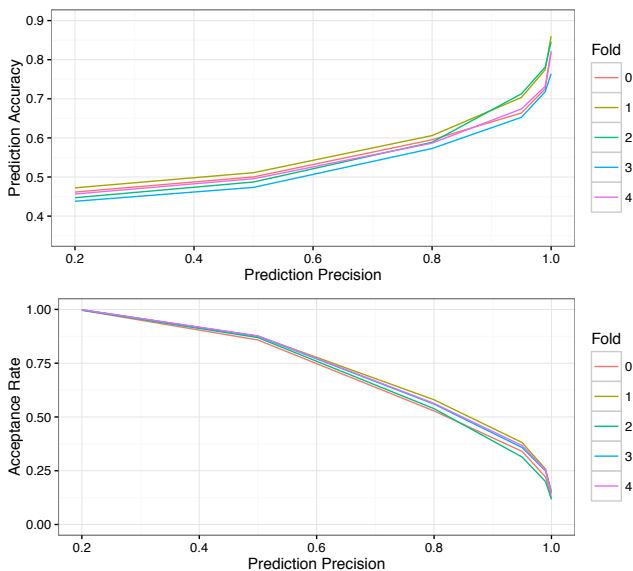 0.9
0.8
0.7
0.6
0.5
0.4
Prediction Accuracy
0.2 0.4 0.6 0.8 1.0
Prediction Precision
Fold
0
1
2
3
4
1.00
0.75
0.50
0.25
0.00
Acceptance Rate
0.2 0.4 0.6 0.8 1.0
Prediction Precision
Fold
0
1
2
3
4